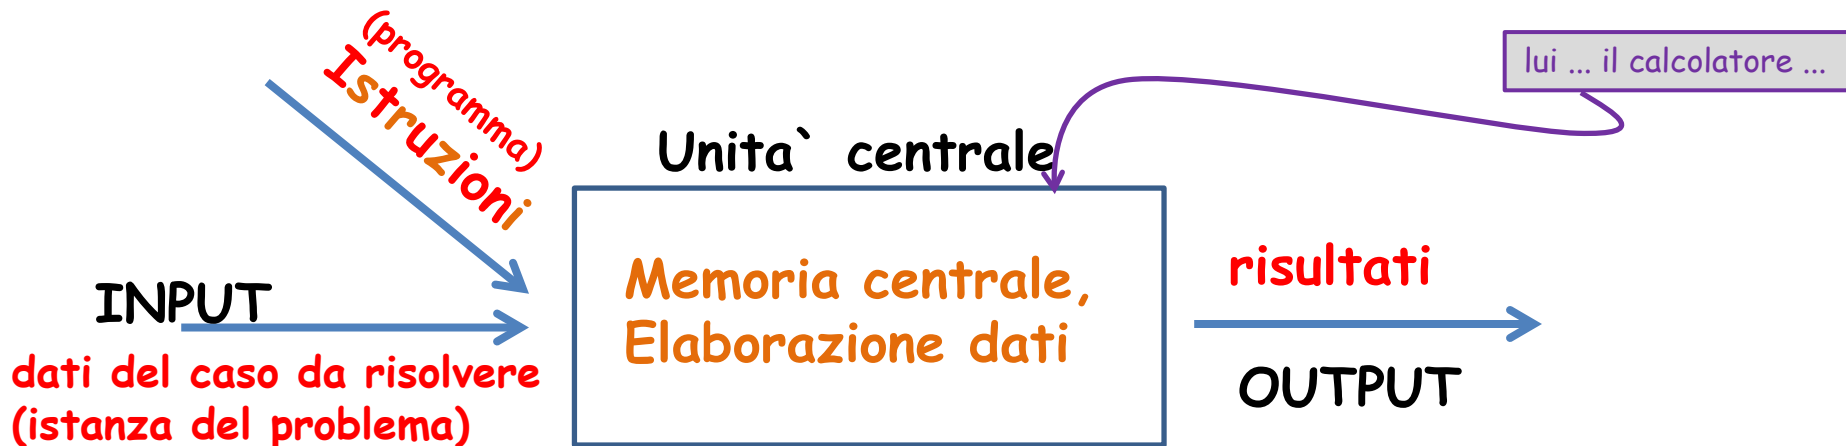 (programma)
Istruzioni
lui ... il calcolatore ...
Unita` centrale
INPUT
dati del caso da risolvere
(istanza del problema)
Memoria centrale,
Elaborazione dati
risultati
OUTPUT